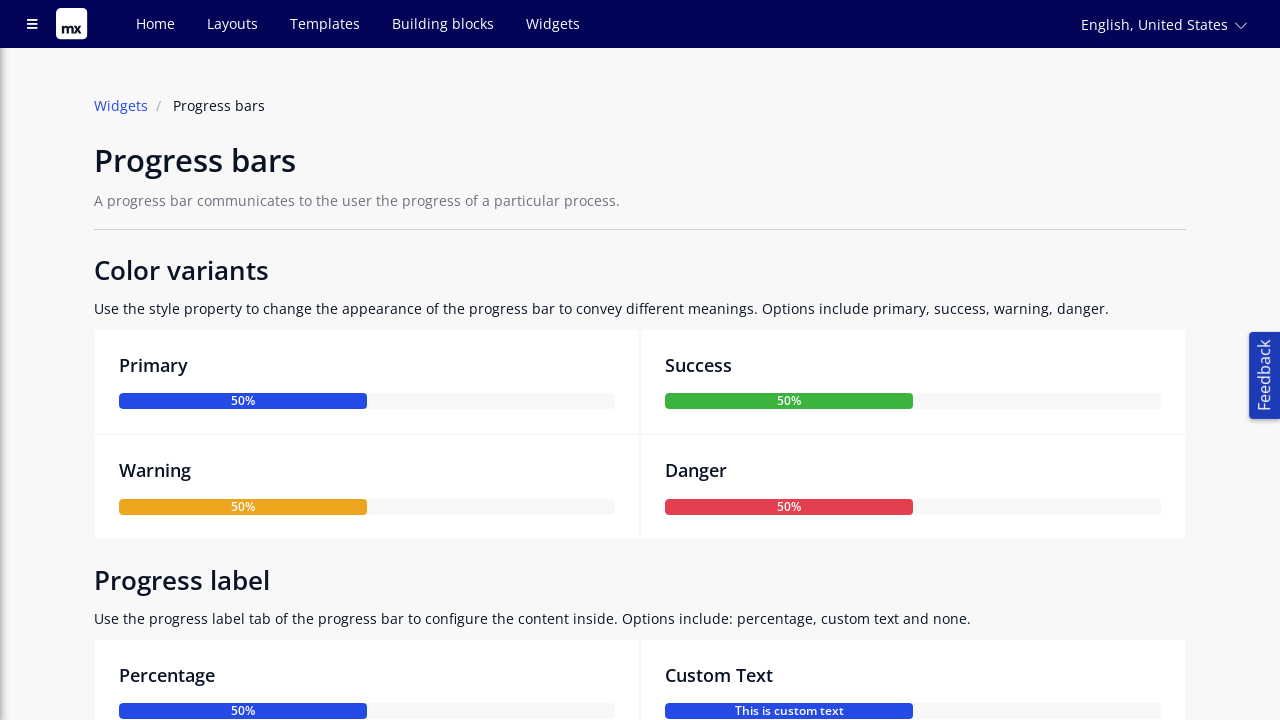 mx Home Layouts Templates Building blocks Widgets English, United States
Widgets / Progress bars
Progress bars
A progress bar communicates to the user the progress of a particular process.
Color variants
Use the style property to change the appearance of the progress bar to convey different meanings. Options include primary, success, warning, danger.
Primary
50%
Success
50%
Warning
50%
Danger
50%
Progress label
Use the progress label tab of the progress bar to configure the content inside. Options include: percentage, custom text and none.
Percentage
50%
Custom Text
This is custom text
Feedback